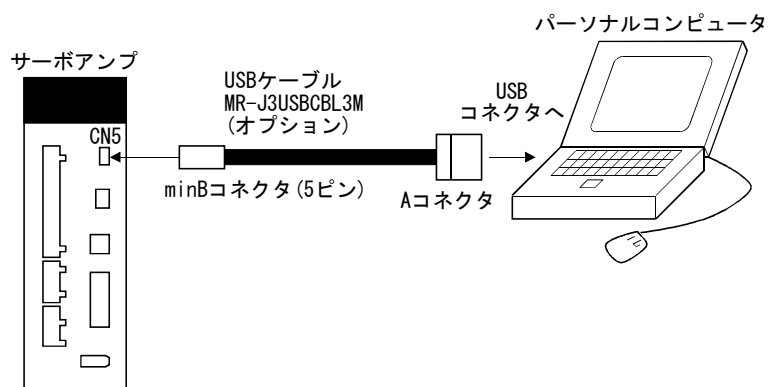 パーソナルコンピュータ
サーボアンプ
USBケーブル
MR-J3USBCBL3M
(オプション)
USB
コネクタへ
CN5
minBコネクタ(5ピン)
Aコネクタ